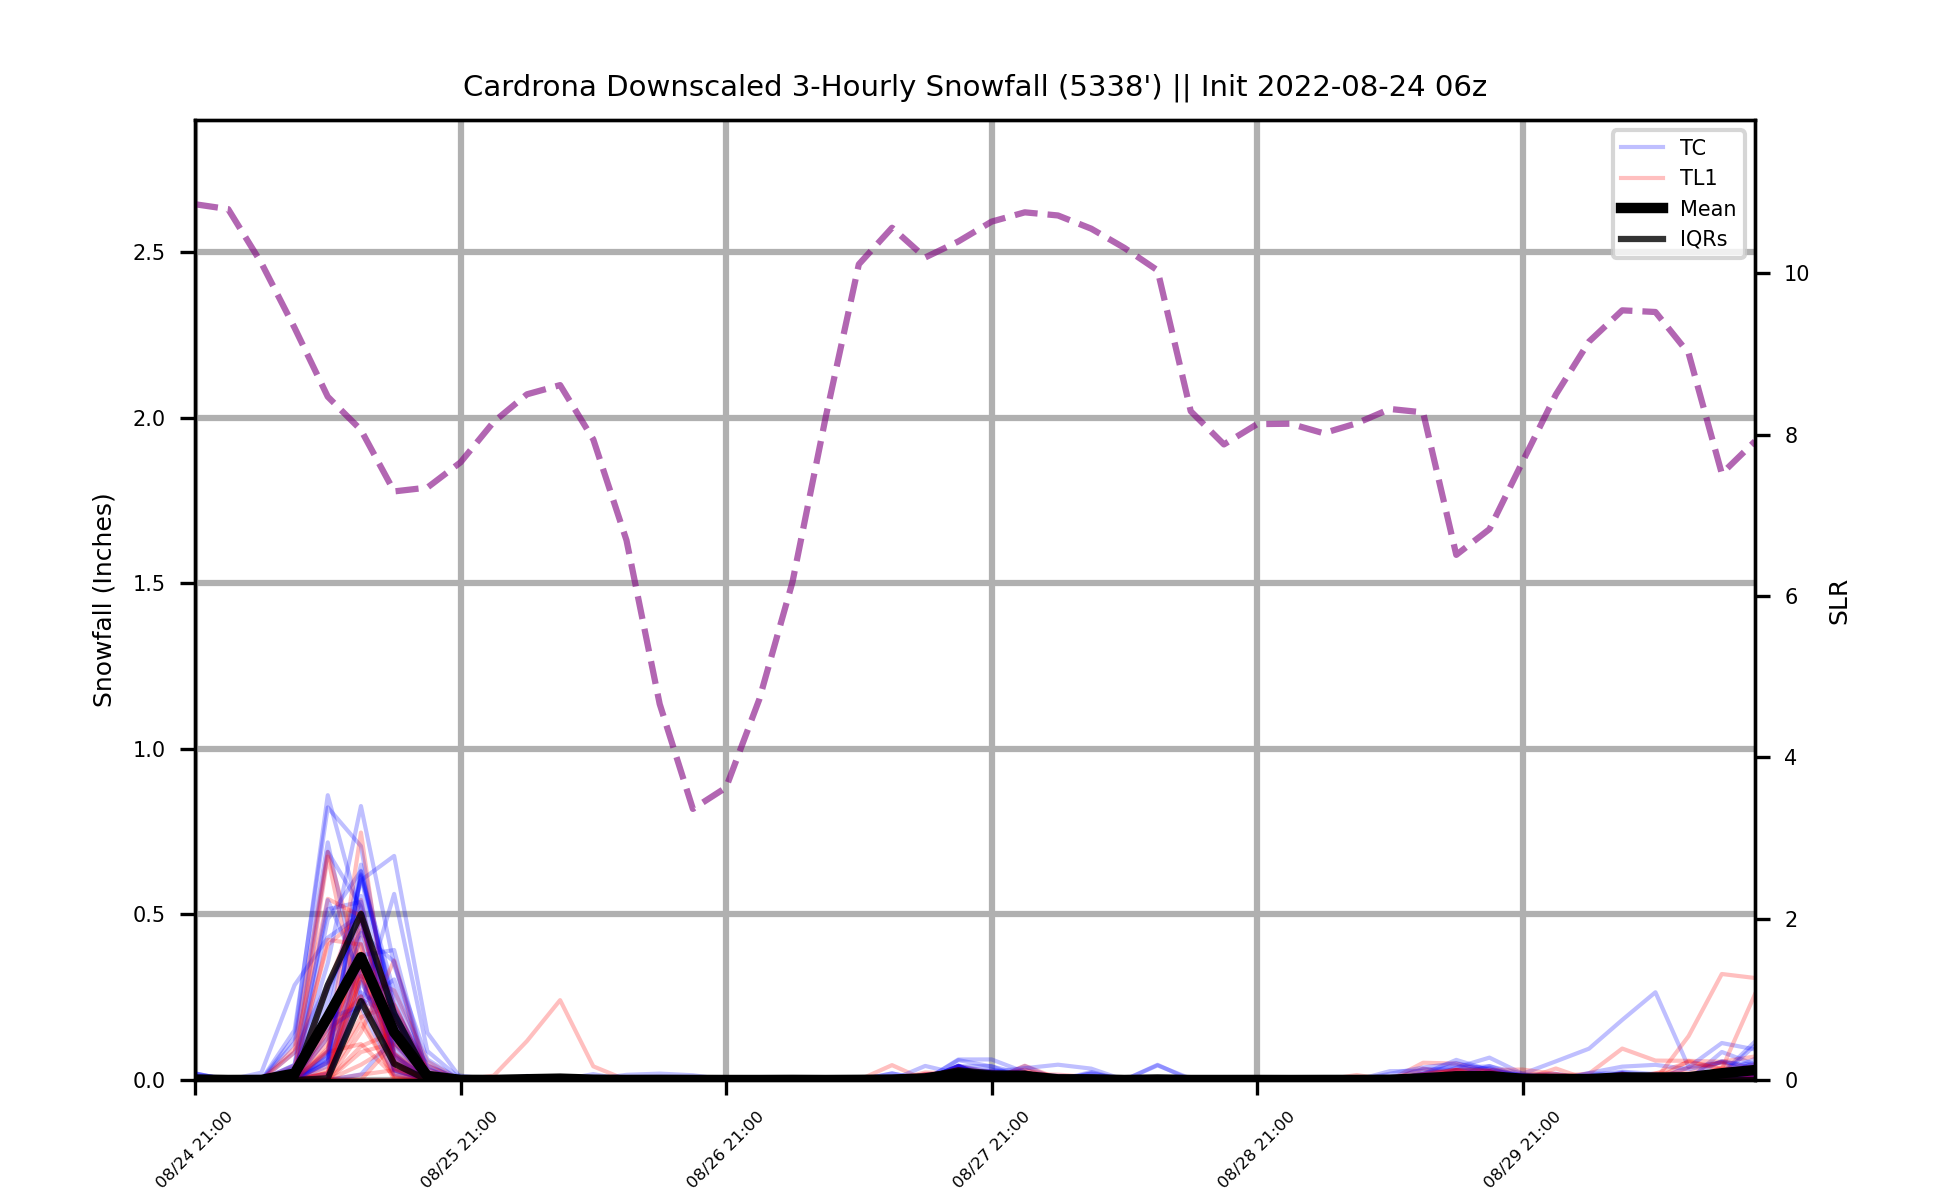 Cardrona Downscaled 3-Hourly Snowfall (5338') || Init 2022-08-24 06z
TC
TL1
Mean
IQRs
Snowfall (Inches)
2.5
2.0
1.5
1.0
0.5
0.0
10
8
6
4
2
0
SLR
08/24 21:00
08/25 21:00
08/26 21:00
08/27 21:00
08/28 21:00
08/29 21:00